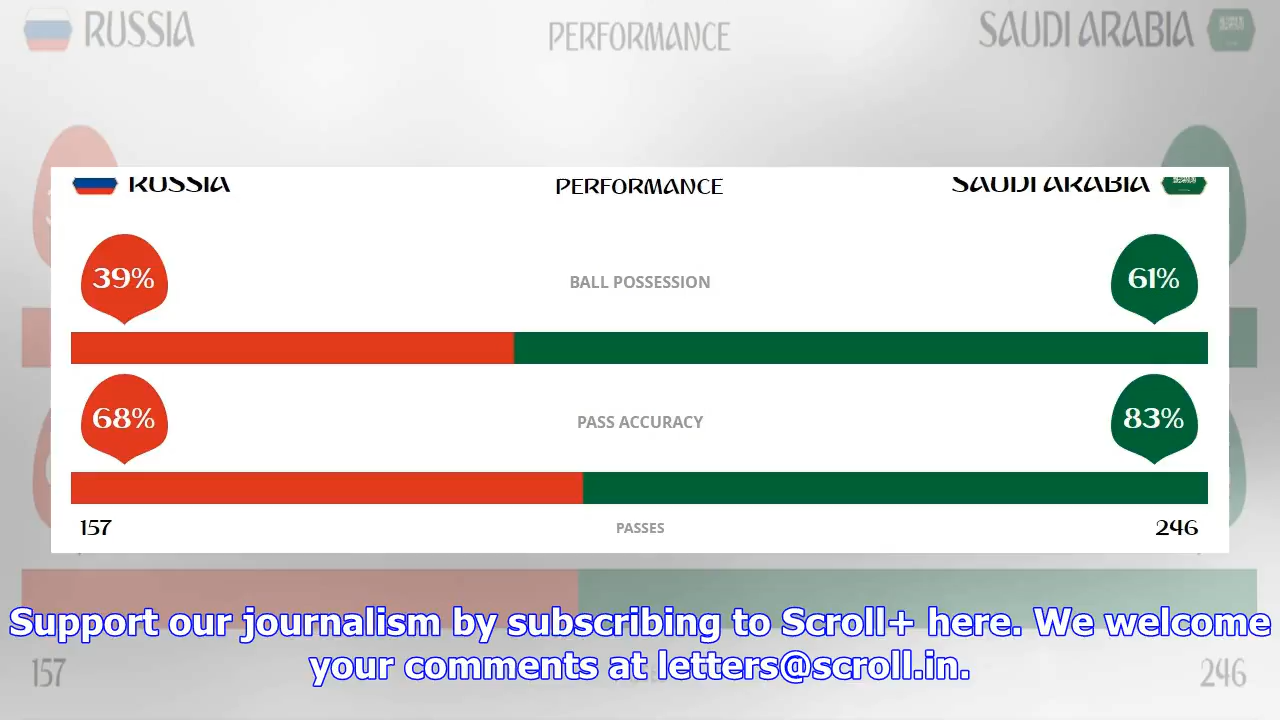 RUSSIA PERFORMANCE SAUDI ARABIA
RUSSIA PERFORMANCE SAUDI ARABIA
39% BALL POSSESSION 61%
68% PASS ACCURACY 83%
157 PASSES 246
Support our journalism by subscribing to Scroll+ here. We welcome
your comments at letters@scroll.in.
157 246